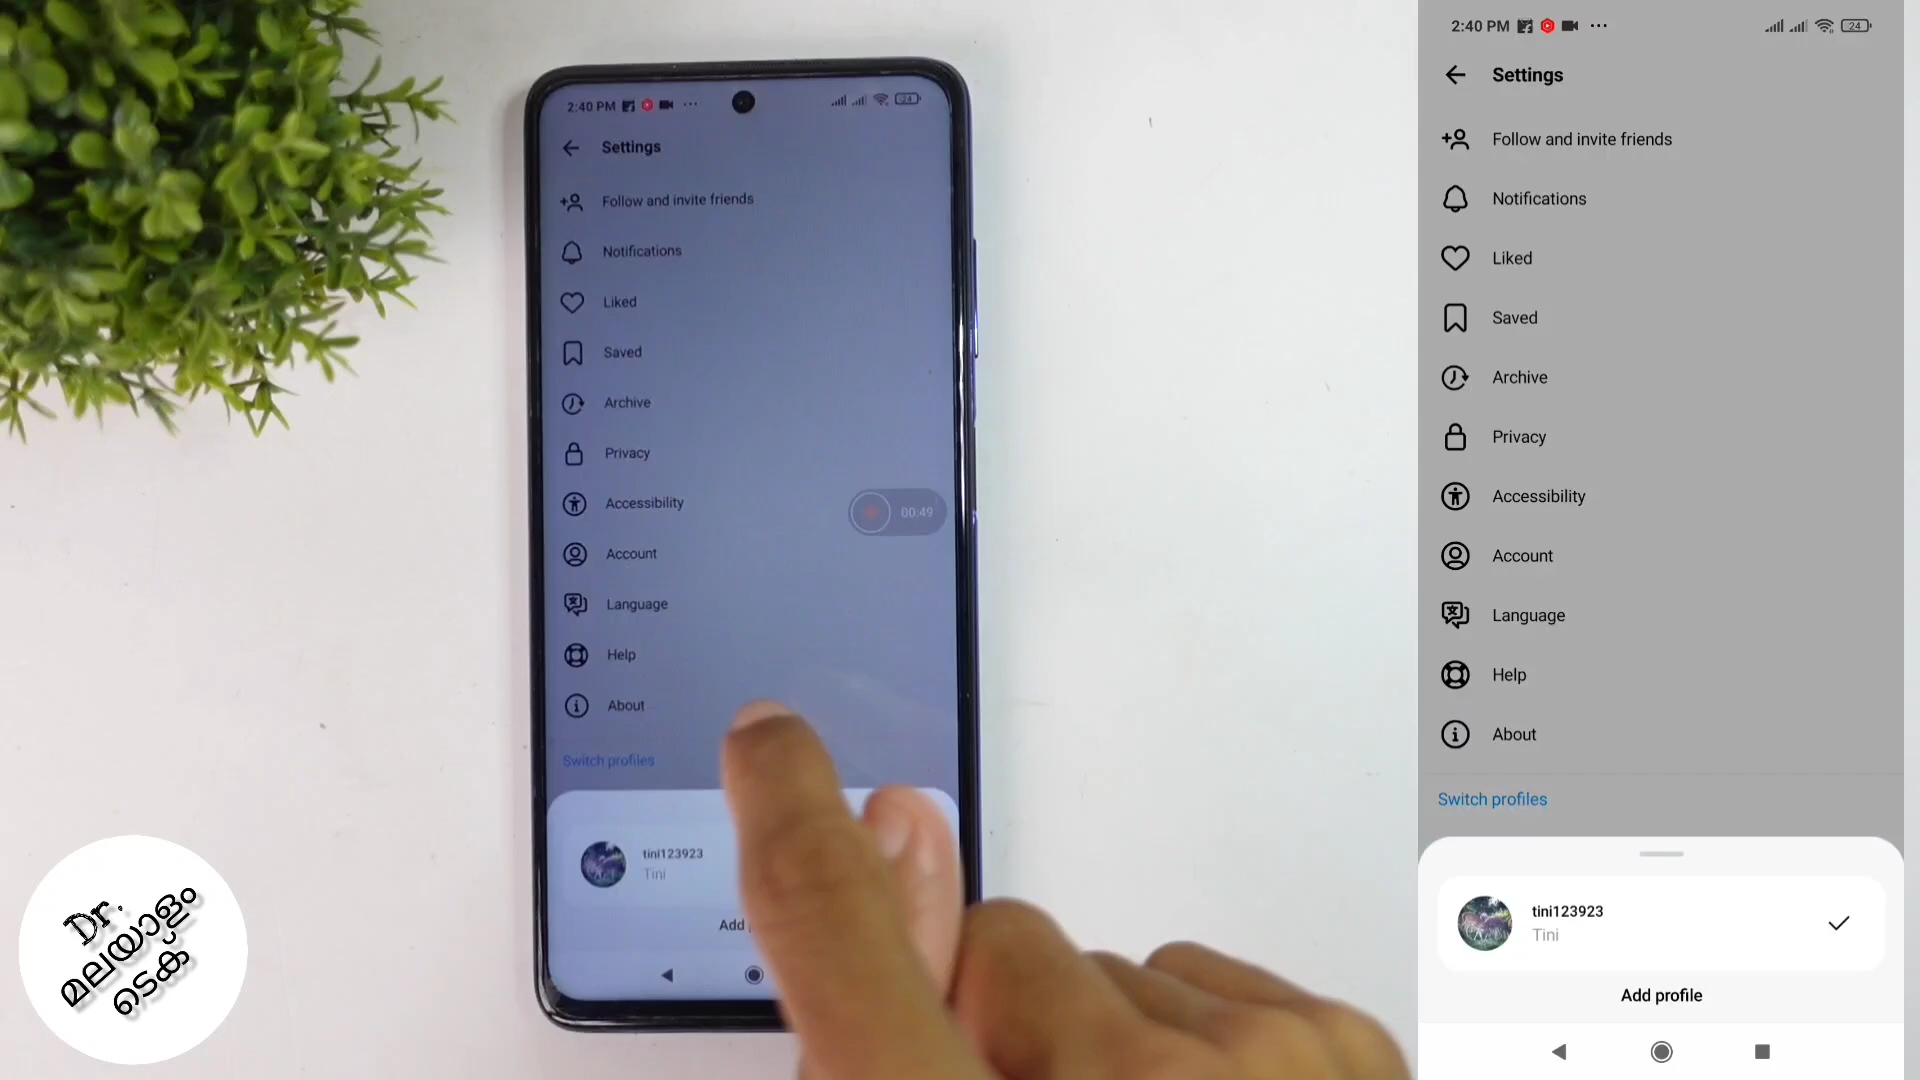 2:40 PM
24
Settings
Follow and invite friends
Notifications
Liked
Saved
Archive
Privacy
Accessibility
00:49
Account
Language
Help
About
Switch profiles
tini123923
Tini
Add
Dr.
മലയാളം
ടെക്
2:40 PM
24
Settings
Follow and invite friends
Notifications
Liked
Saved
Archive
Privacy
Accessibility
Account
Language
Help
About
Switch profiles
tini123923
Tini
Add profile